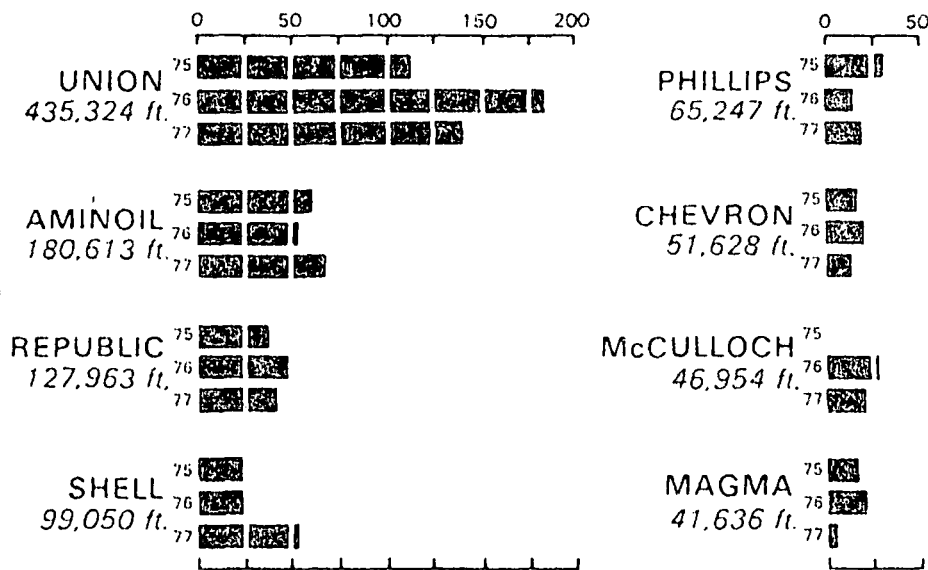 0 50 100 150 200
UNION
435,324 ft.
75
76
77
AMINOIL
180,613 ft.
75
76
77
REPUBLIC
127,963 ft.
75
76
77
SHELL
99,050 ft.
75
76
77
0 50
PHILLIPS
65,247 ft.
75
76
77
CHEVRON
51,628 ft.
75
76
77
McCULLOCH
46,954 ft.
75
76
77
MAGMA
41,636 ft.
75
76
77